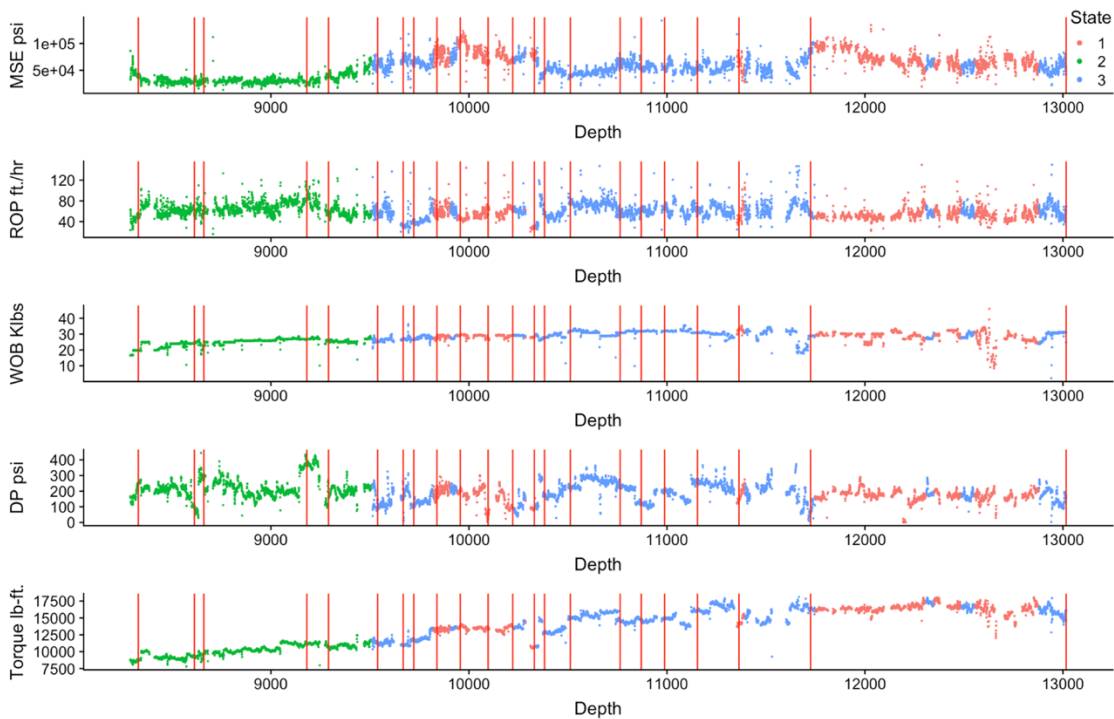 State
1
2
3
MSE psi
1e+05
5e+04
9000 10000 11000 12000 13000
Depth
ROP ft./hr
120
80
40
9000 10000 11000 12000 13000
Depth
WOB Klbs
40
30
20
10
9000 10000 11000 12000 13000
Depth
DP psi
400
300
200
100
0
9000 10000 11000 12000 13000
Depth
Torque lb-ft.
17500
15000
12500
10000
7500
9000 10000 11000 12000 13000
Depth